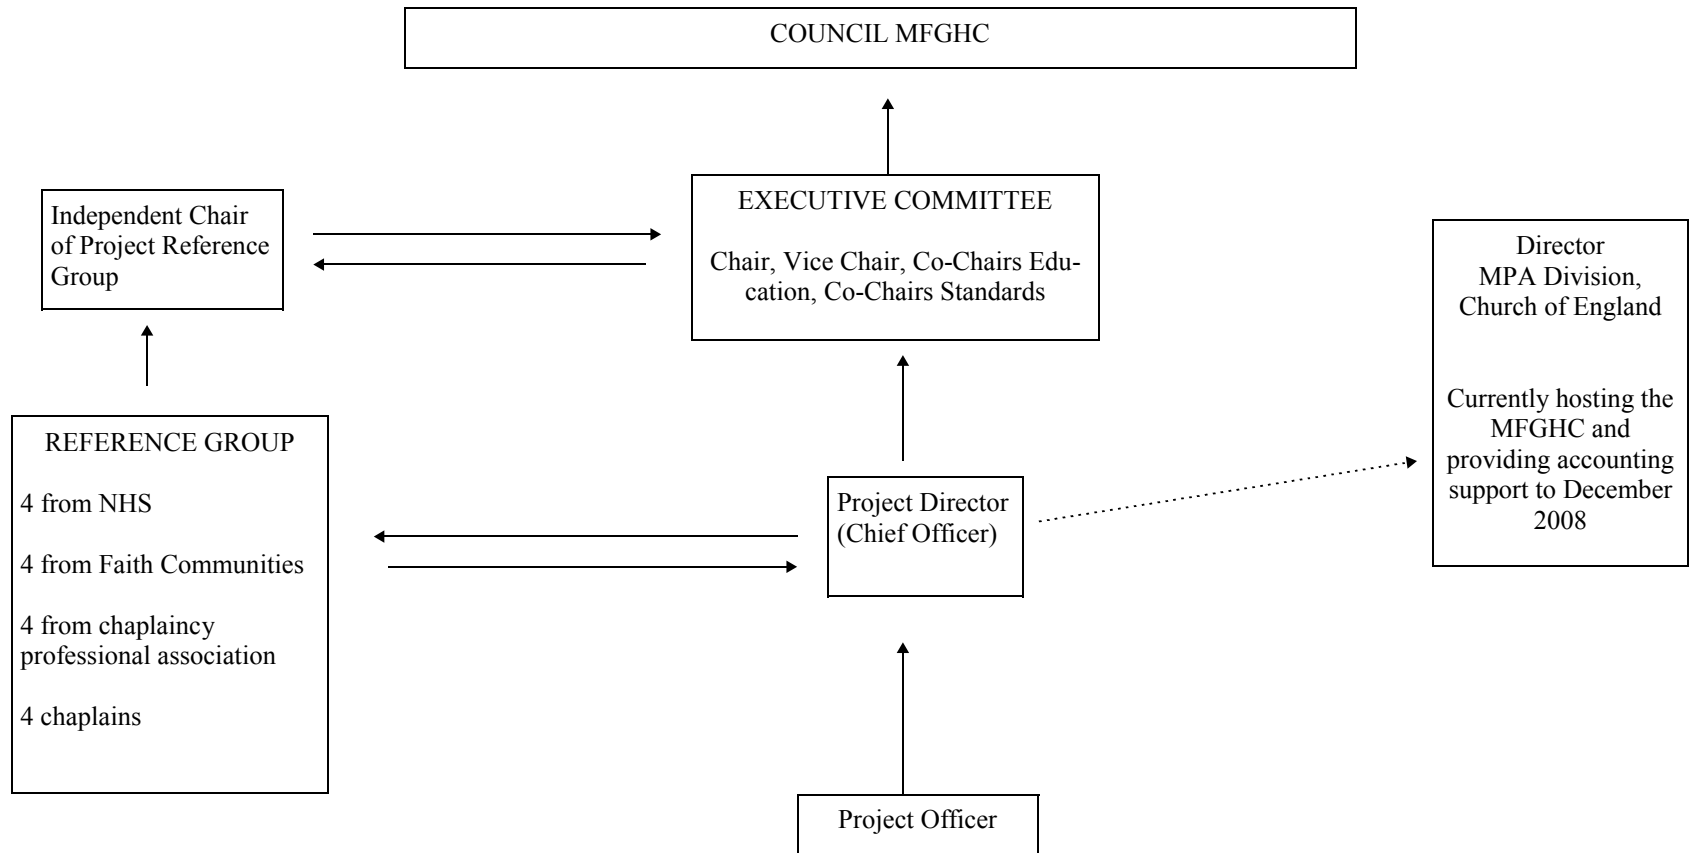 COUNCIL MFGHC
Independent Chair
of Project Reference
Group
EXECUTIVE COMMITTEE
Chair, Vice Chair, Co-Chairs Edu-
cation, Co-Chairs Standards
Director
MPA Division,
Church of England
Currently hosting the
MFGHC and
providing accounting
support to December
2008
REFERENCE GROUP
4 from NHS
4 from Faith Communities
4 from chaplaincy
professional association
4 chaplains
Project Director
(Chief Officer)
Project Officer